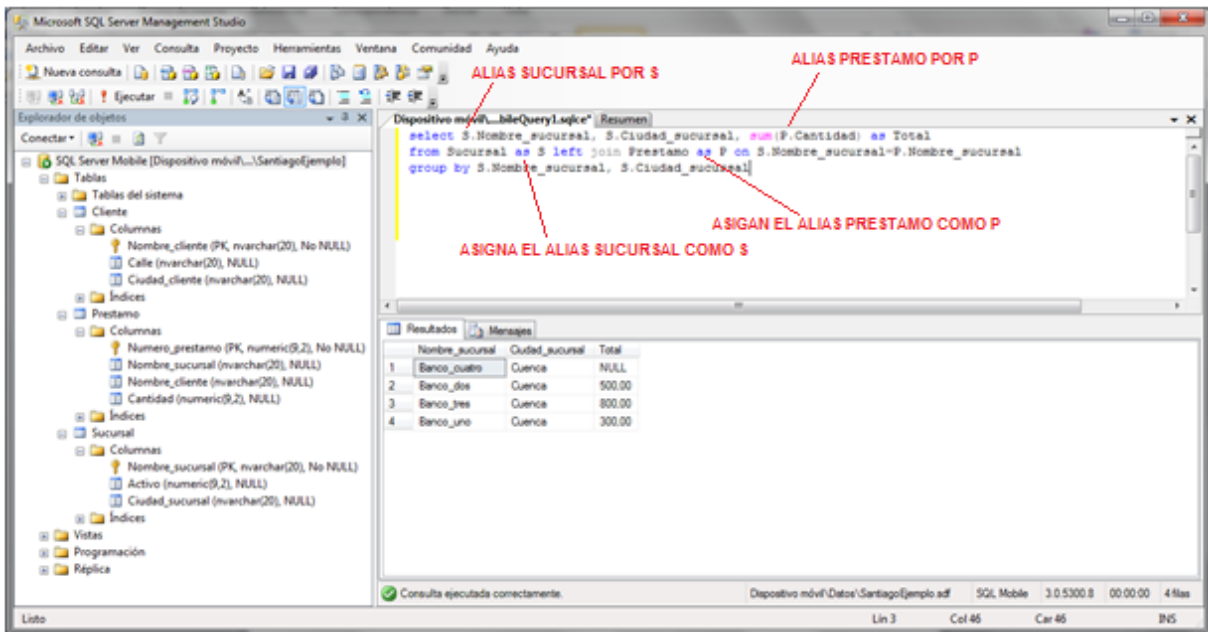 Microsoft SQL Server Management Studio
Archivo Editar Ver Consulta Proyecto Herramientas Ventana Comunidad Ayuda
Nueva consulta
ALIAS SUCURSAL POR S
ALIAS PRESTAMO POR P
Ejecutar
Explorador de objetos
Conectar
SQL Server Mobile [Dispositivo móvil\...\SantiagoEjemplo]
Tablas
Tablas del sistema
Cliente
Columnas
Nombre_cliente (PK, nvarchar(20), No NULL)
Calle (nvarchar(20), NULL)
Ciudad_cliente (nvarchar(20), NULL)
Índices
Prestamo
Columnas
Numero_prestamo (PK, numeric(9,2), No NULL)
Nombre_sucursal (nvarchar(20), NULL)
Nombre_cliente (nvarchar(20), NULL)
Cantidad (numeric(9,2), NULL)
Índices
Sucursal
Columnas
Nombre_sucursal (PK, nvarchar(20), No NULL)
Activo (numeric(9,2), NULL)
Ciudad_sucursal (nvarchar(20), NULL)
Índices
Vistas
Programación
Réplica
Dispositivo móvil\...bileQuery1.sqlce* Resumen
select S.Nombre_sucursal, S.Ciudad_sucursal, sum(P.Cantidad) as Total
from Sucursal as S left join Prestamo as P on S.Nombre_sucursal=P.Nombre_sucursal
group by S.Nombre_sucursal, S.Ciudad_sucursal
ASIGAN EL ALIAS PRESTAMO COMO P
ASIGNA EL ALIAS SUCURSAL COMO S
Resultados Mensajes
Nombre_sucursal Ciudad_sucursal Total
1 Banco_cuatro Cuenca NULL
2 Banco_dos Cuenca 500,00
3 Banco_tres Cuenca 800,00
4 Banco_uno Cuenca 300,00
Consulta ejecutada correctamente. Dispositivo móvil\Datos\SantiagoEjemplo.sdf SQL Mobile 3.0.5300.8 00:00:00 4 filas
Listo Lín 3 Col 46 Car 46 INS